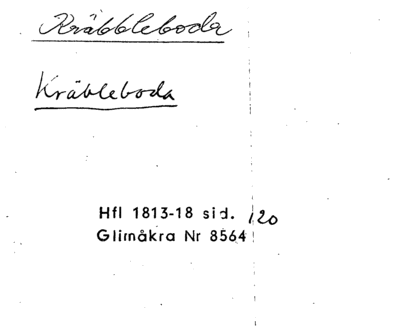 Kräbbleboda
Kräbleboda
Hfl 1813-18 sid. 120
Glimåkra Nr 8564